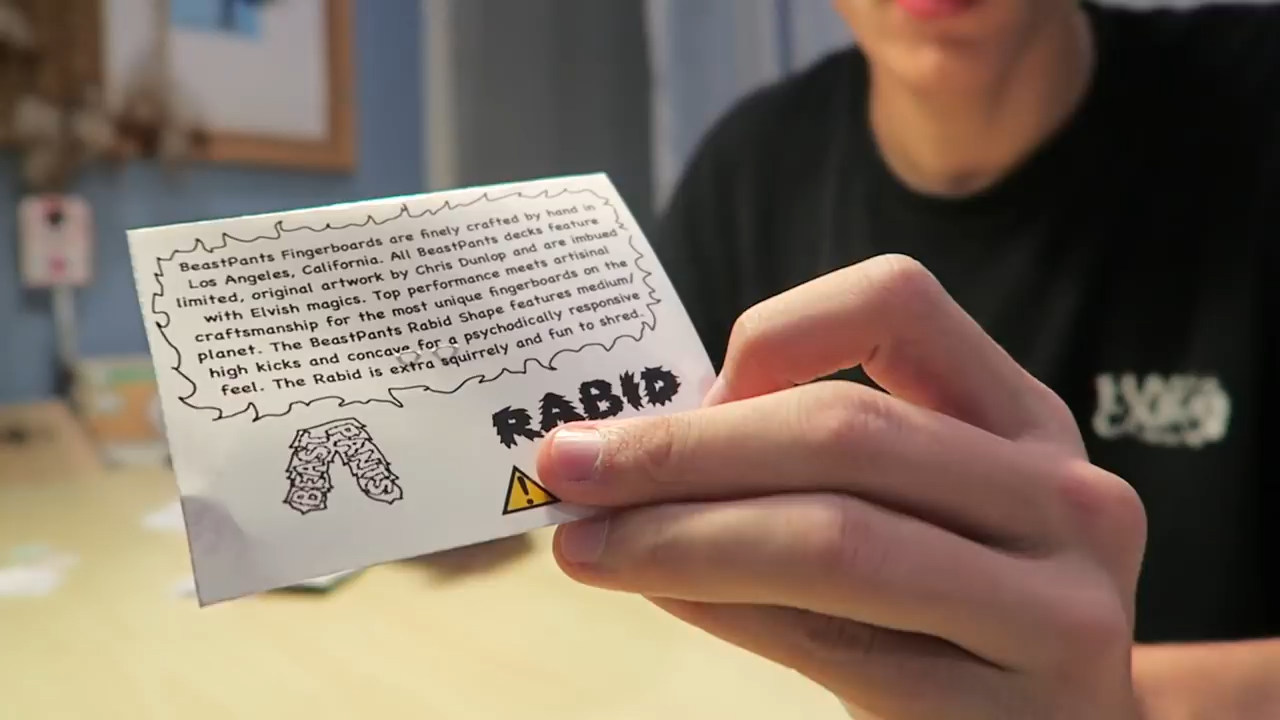 BeastPants Fingerboards are finely crafted by hand in
Los Angeles, California. All BeastPants decks feature
limited, original artwork by Chris Dunlop and are imbued
with Elvish magics. Top performance meets artisinal
craftsmanship for the most unique fingerboards on the
planet. The BeastPants Rabid Shape features medium/
high kicks and concave for a psychodically responsive
feel. The Rabid is extra squirrely and fun to shred.
RABID
BEAST PANTS
!